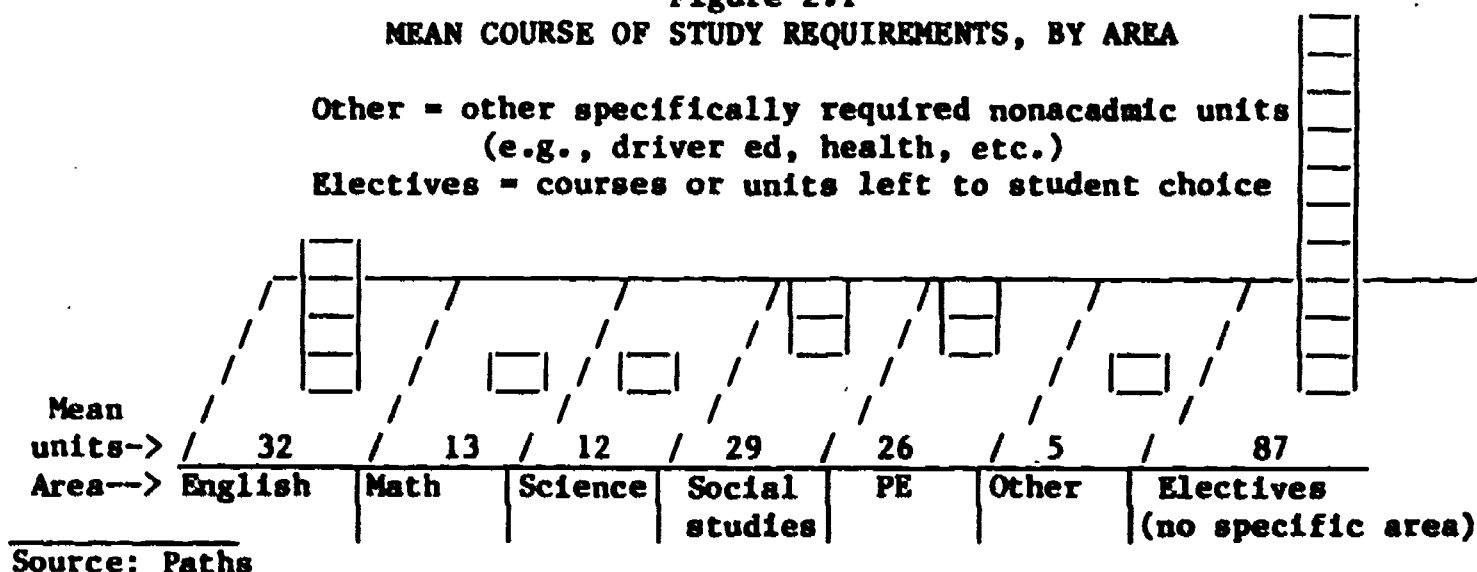 MEAN COURSE OF STUDY REQUIREMENTS, BY AREA
Other = other specifically required nonacadmic units
(e.g., driver ed, health, etc.)
Electives = courses or units left to student choice
Mean
units-> / 32 / 13 / 12 / 29 / 26 / 5 / 87
Area--> English Math Science Social PE Other Electives
studies (no specific area)
Source: Paths